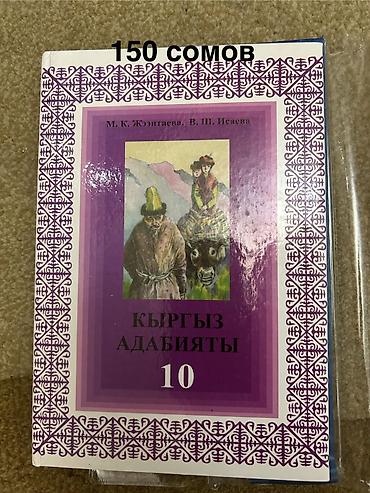 150 сомов
М. К. Жээнтаева, В. Ш. Исаева
КЫРГЫЗ
АДАБИЯТЫ
10